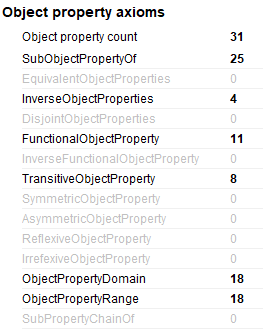 Object property axioms
Object property count 31
SubObjectPropertyOf 25
EquivalentObjectProperties 0
InverseObjectProperties 4
DisjointObjectProperties 0
FunctionalObjectProperty 11
InverseFunctionalObjectProperty 0
TransitiveObjectProperty 8
SymmetricObjectProperty 0
AsymmetricObjectProperty 0
ReflexiveObjectProperty 0
IrrefexiveObjectProperty 0
ObjectPropertyDomain 18
ObjectPropertyRange 18
SubPropertyChainOf 0